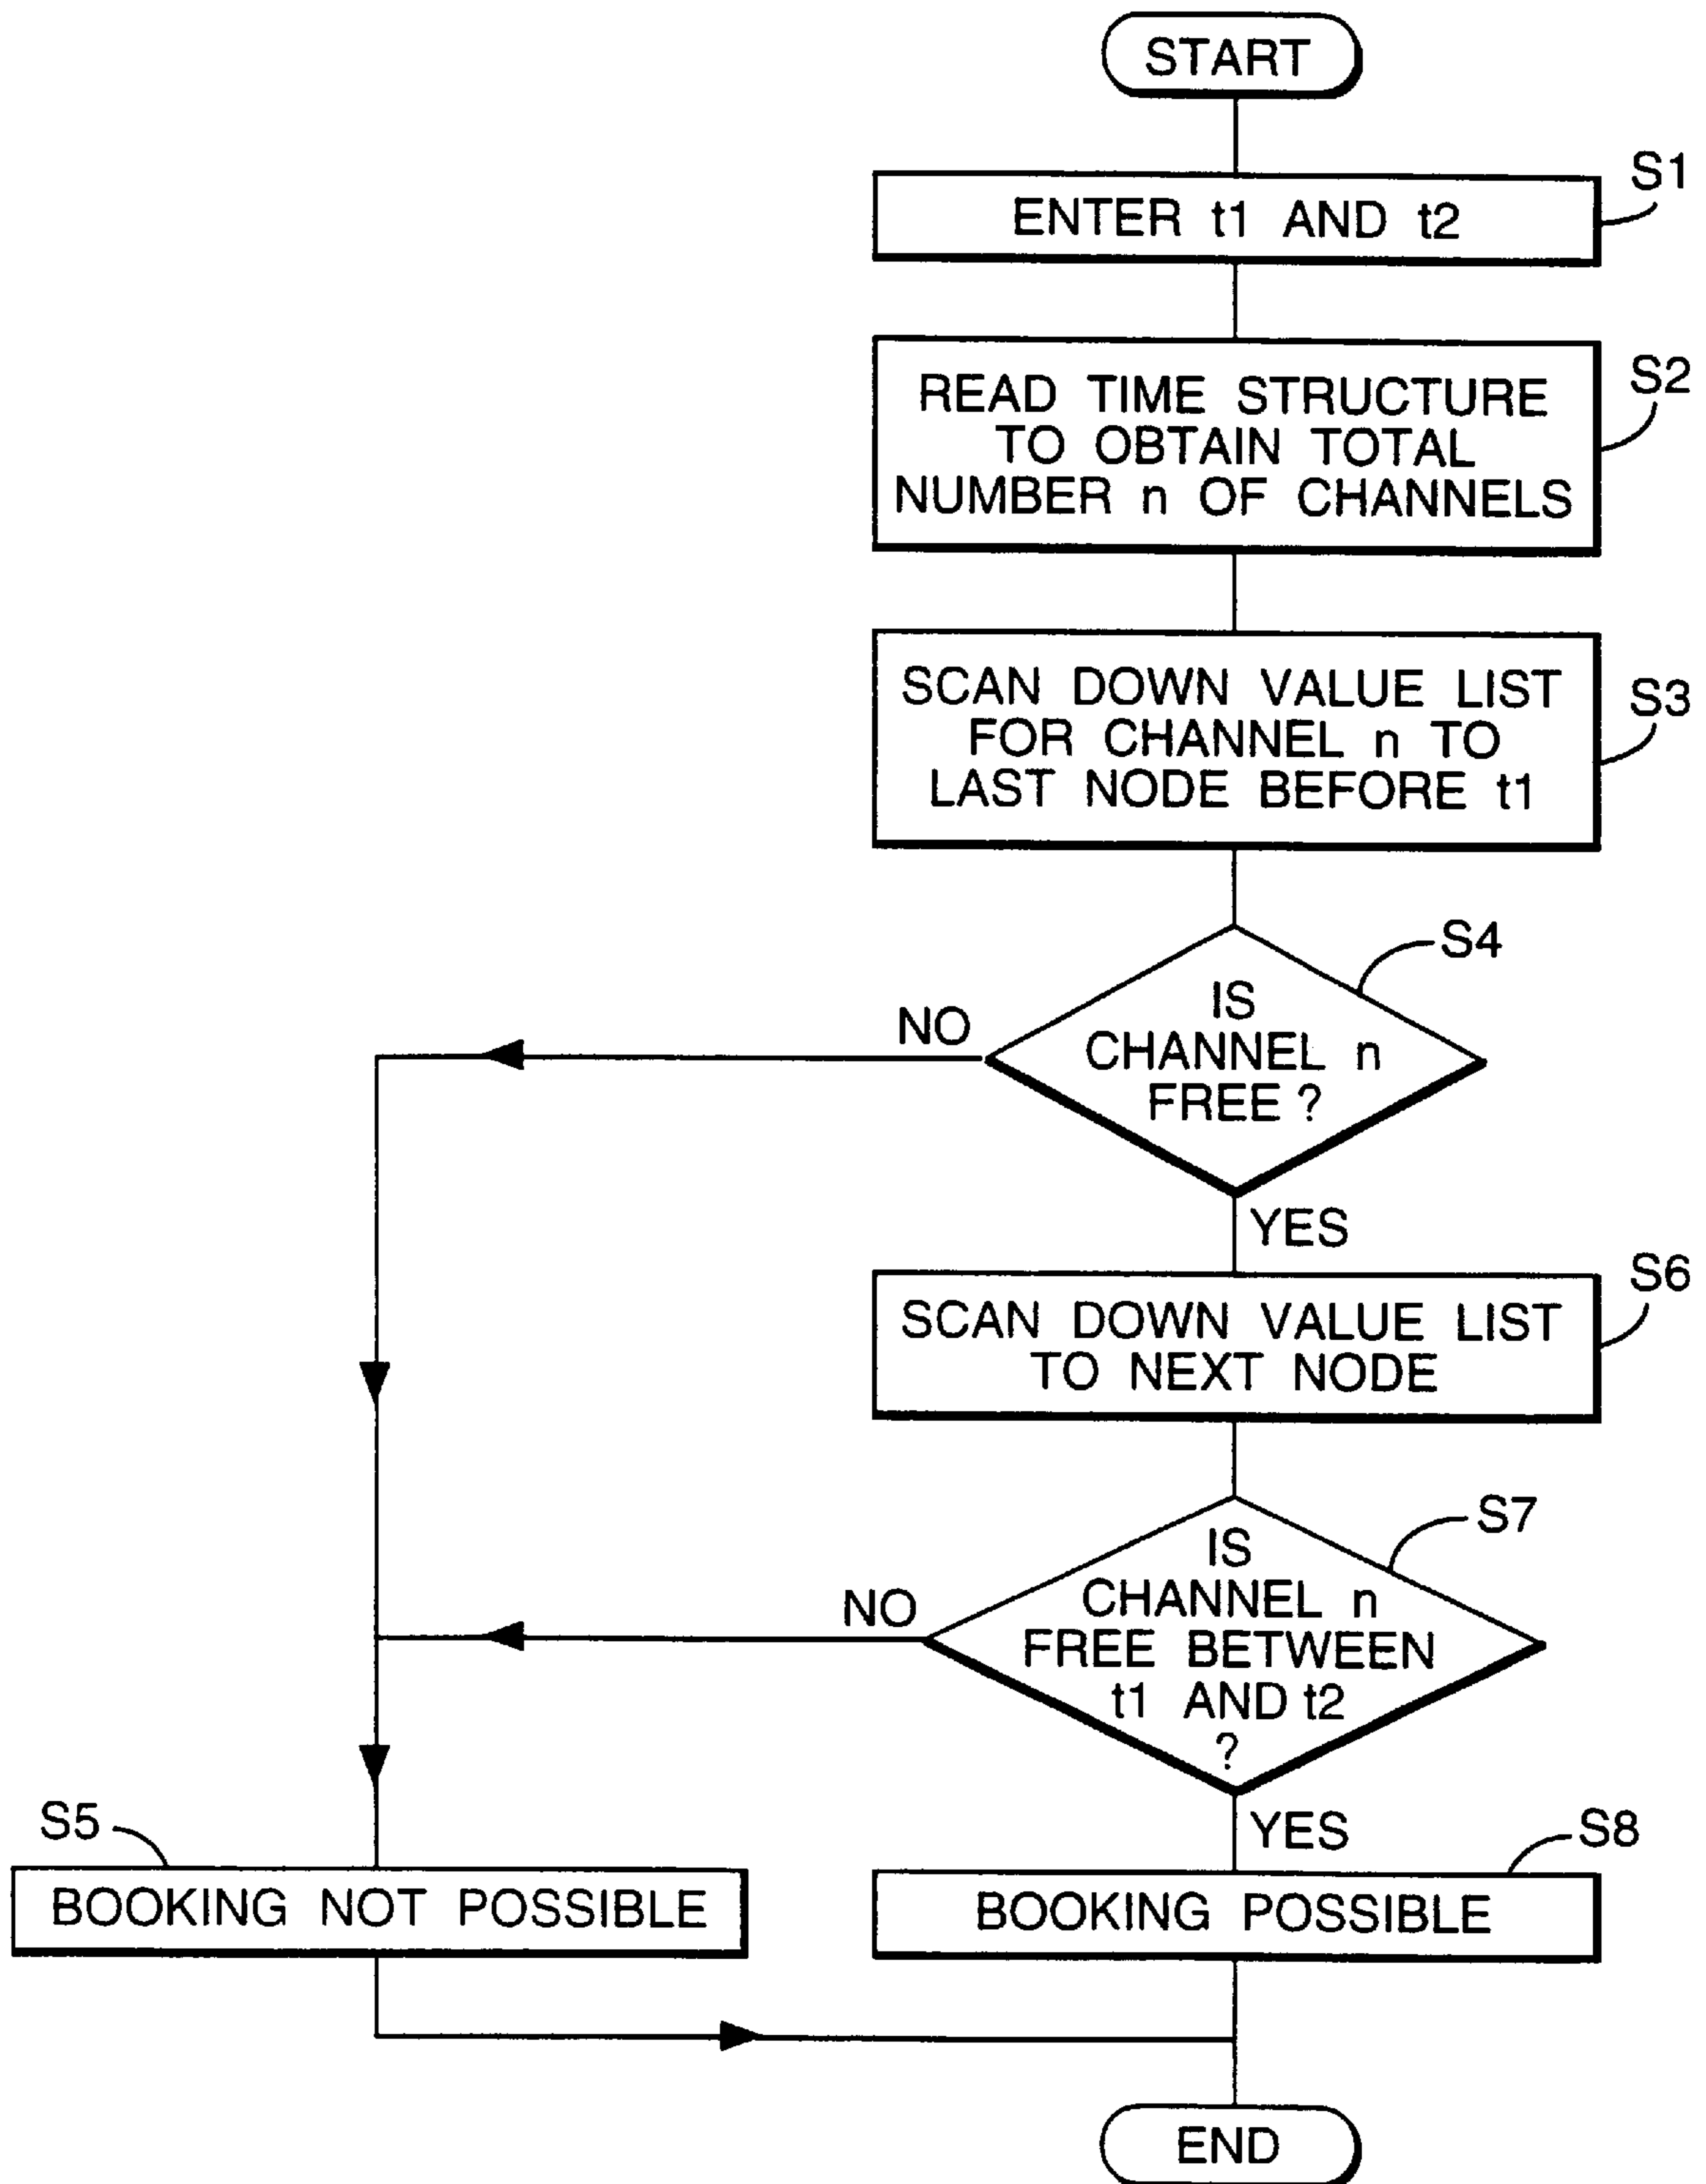 START
S1
ENTER t1 AND t2
S2
READ TIME STRUCTURE
TO OBTAIN TOTAL
NUMBER n OF CHANNELS
S3
SCAN DOWN VALUE LIST
FOR CHANNEL n TO
LAST NODE BEFORE t1
S4
IS
CHANNEL n
FREE ?
NO
YES
S6
SCAN DOWN VALUE LIST
TO NEXT NODE
S7
IS
CHANNEL n
FREE BETWEEN
t1 AND t2
?
NO
YES
S5
BOOKING NOT POSSIBLE
S8
BOOKING POSSIBLE
END